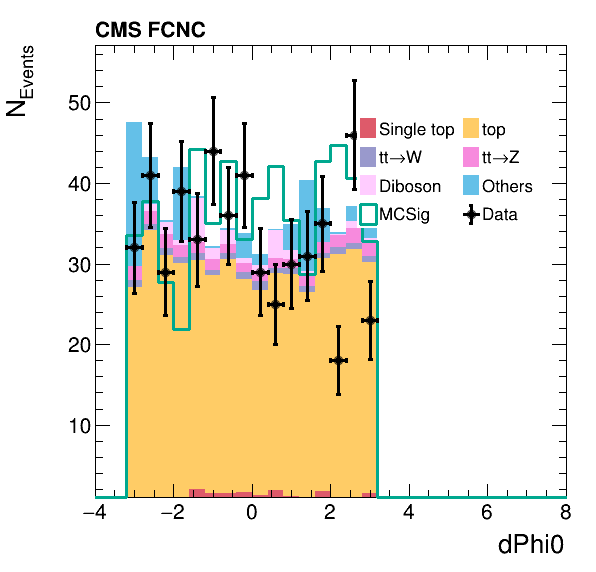 CMS FCNC
N_Events
50
40
30
20
10
Single top
top
tt→W
tt→Z
Diboson
Others
MCSig
Data
−4 −2 0 2 4 6 8
dPhi0